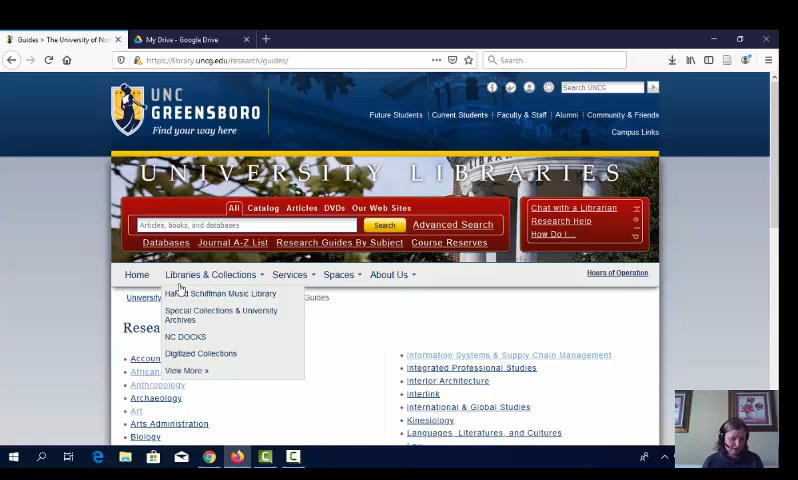 Guides > The University of No
My Drive - Google Drive
https://library.uncg.edu/research/guides/
Search
UNC
GREENSBORO
Find your way here
Search UNCG
Future Students
Current Students
Faculty & Staff
Alumni
Community & Friends
Campus Links
UNIVERSITY LIBRARIES
All
Catalog
Articles
DVDs
Our Web Sites
Articles, books, and databases
Search
Advanced Search
Databases
Journal A-Z List
Research Guides By Subject
Course Reserves
Chat with a Librarian
Research Help
How Do I...
Help
Home
Libraries & Collections
Services
Spaces
About Us
Hours of Operation
Schiffman Music Library
Special Collections & University
Archives
NC DOCKS
Digitized Collections
View More »
University
Guides
Resea
Accoun
African-
Anthropology
Archaeology
Art
Arts Administration
Biology
Information Systems & Supply Chain Management
Integrated Professional Studies
Interior Architecture
Interlink
International & Global Studies
Kinesiology
Languages, Literatures, and Cultures